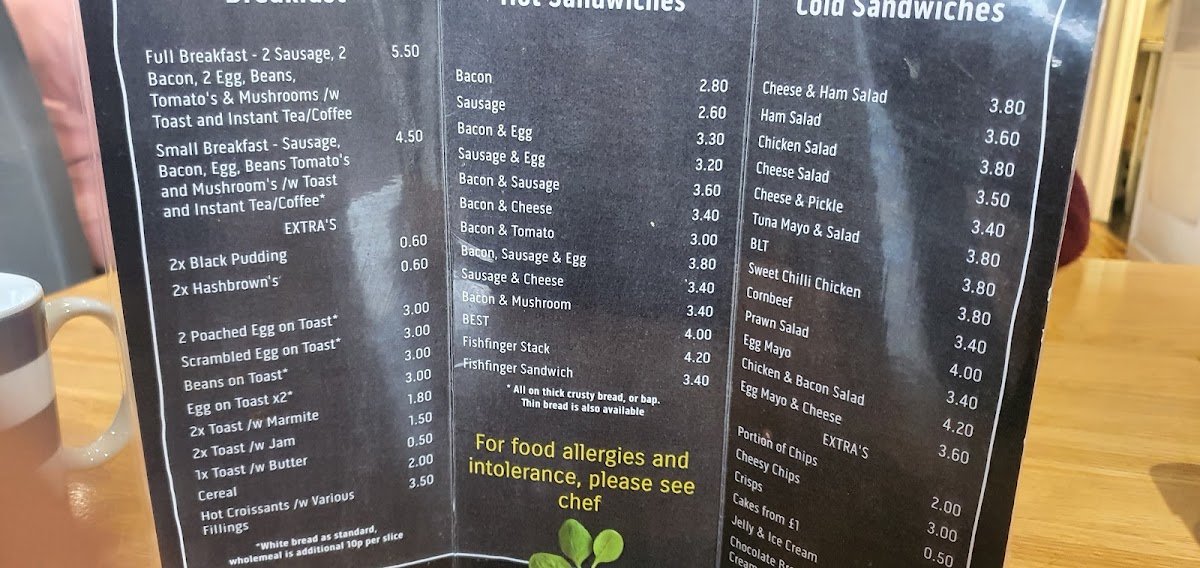 Breakfast
Full Breakfast - 2 Sausage, 2 5.50
Bacon, 2 Egg, Beans,
Tomato's & Mushrooms /w
Toast and Instant Tea/Coffee
Small Breakfast - Sausage, 4.50
Bacon, Egg, Beans Tomato's
and Mushroom's /w Toast
and Instant Tea/Coffee*
EXTRA'S
2x Black Pudding 0.60
2x Hashbrown's 0.60
2 Poached Egg on Toast* 3.00
Scrambled Egg on Toast* 3.00
Beans on Toast* 3.00
Egg on Toast x2* 3.00
2x Toast /w Marmite 1.80
2x Toast /w Jam 1.50
1x Toast /w Butter 0.50
Cereal 2.00
Hot Croissants /w Various 3.50
Fillings
*White bread as standard,
wholemeal is additional 10p per slice
Hot Sandwiches
Bacon 2.80
Sausage 2.60
Bacon & Egg 3.30
Sausage & Egg 3.20
Bacon & Sausage 3.60
Bacon & Cheese 3.40
Bacon & Tomato 3.00
Bacon, Sausage & Egg 3.80
Sausage & Cheese 3.40
Bacon & Mushroom 3.40
BEST 4.00
Fishfinger Stack 4.20
Fishfinger Sandwich 3.40
* All on thick crusty bread, or bap.
Thin bread is also available
For food allergies and
intolerance, please see
chef
Cold Sandwiches
Cheese & Ham Salad 3.80
Ham Salad 3.60
Chicken Salad 3.80
Cheese Salad 3.50
Cheese & Pickle 3.40
Tuna Mayo & Salad 3.80
BLT 3.80
Sweet Chilli Chicken 3.80
Cornbeef 3.40
Prawn Salad 4.00
Egg Mayo 3.40
Chicken & Bacon Salad 4.20
Egg Mayo & Cheese 3.60
EXTRA'S
Portion of Chips 2.00
Cheesy Chips 3.00
Crisps 0.50
Cakes from £1
Jelly & Ice Cream
Chocolate
Cream